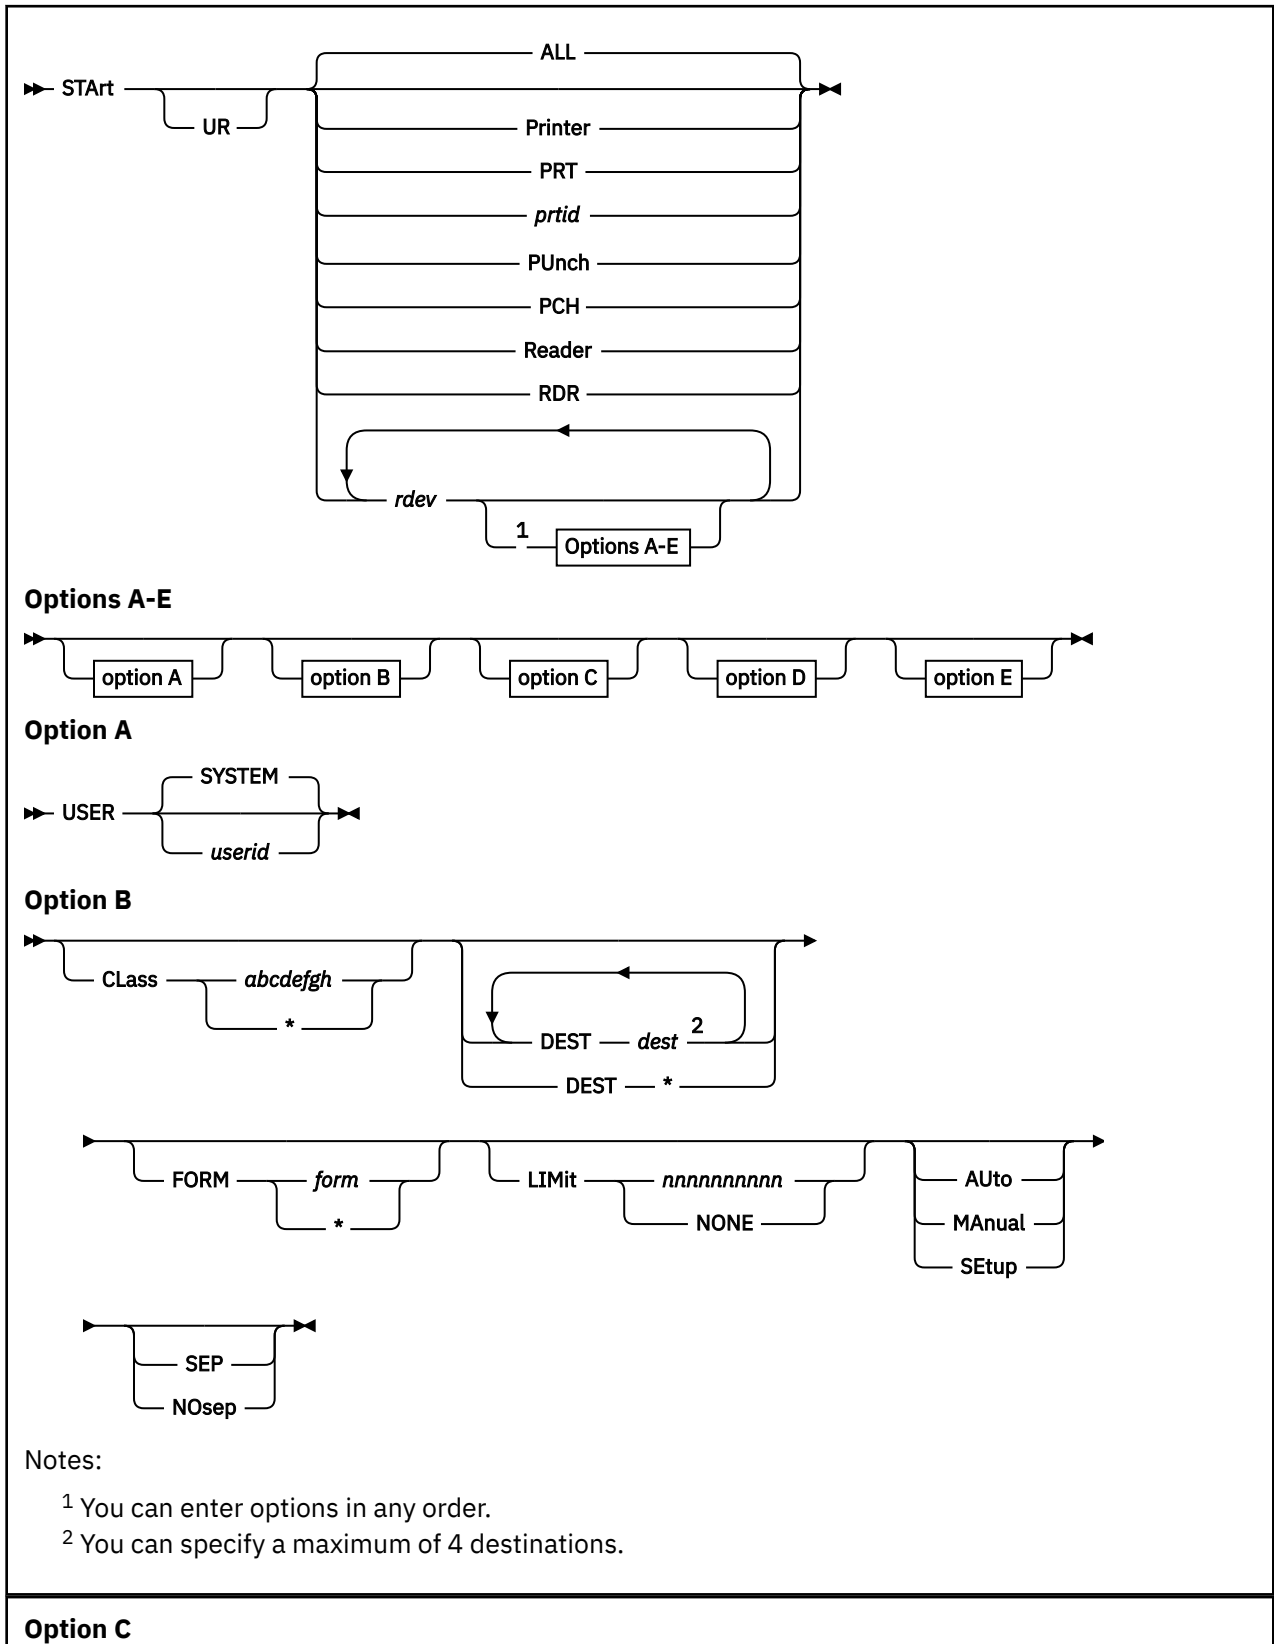 ALL
STArt
UR
Printer
PRT
prtid
PUnch
PCH
Reader
RDR
rdev
1
Options A-E
Options A-E
option A option B option C option D option E
Option A
SYSTEM
USER
userid
Option B
CLass abcdefgh
*
DEST dest 2
DEST *
FORM form LIMit nnnnnnnnnn AUto
* NONE MAnual
SEtup
SEP
NOsep
Notes:
1 You can enter options in any order.
2 You can specify a maximum of 4 destinations.
Option C